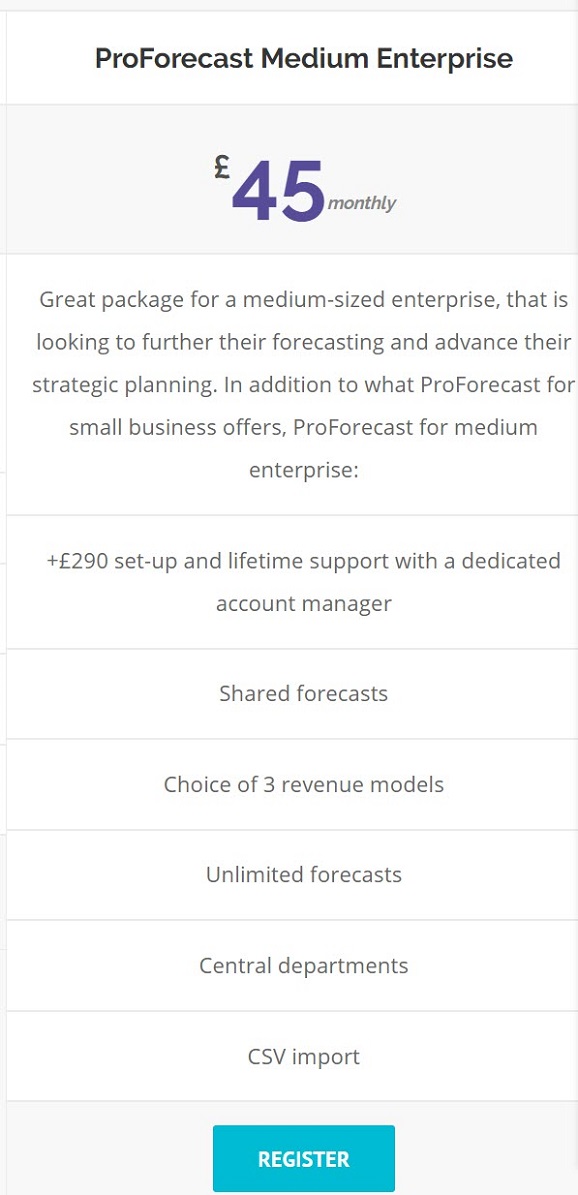 ProForecast Medium Enterprise
£45 monthly
Great package for a medium-sized enterprise, that is
looking to further their forecasting and advance their
strategic planning. In addition to what ProForecast for
small business offers, ProForecast for medium
enterprise:
+£290 set-up and lifetime support with a dedicated
account manager
Shared forecasts
Choice of 3 revenue models
Unlimited forecasts
Central departments
CSV import
REGISTER